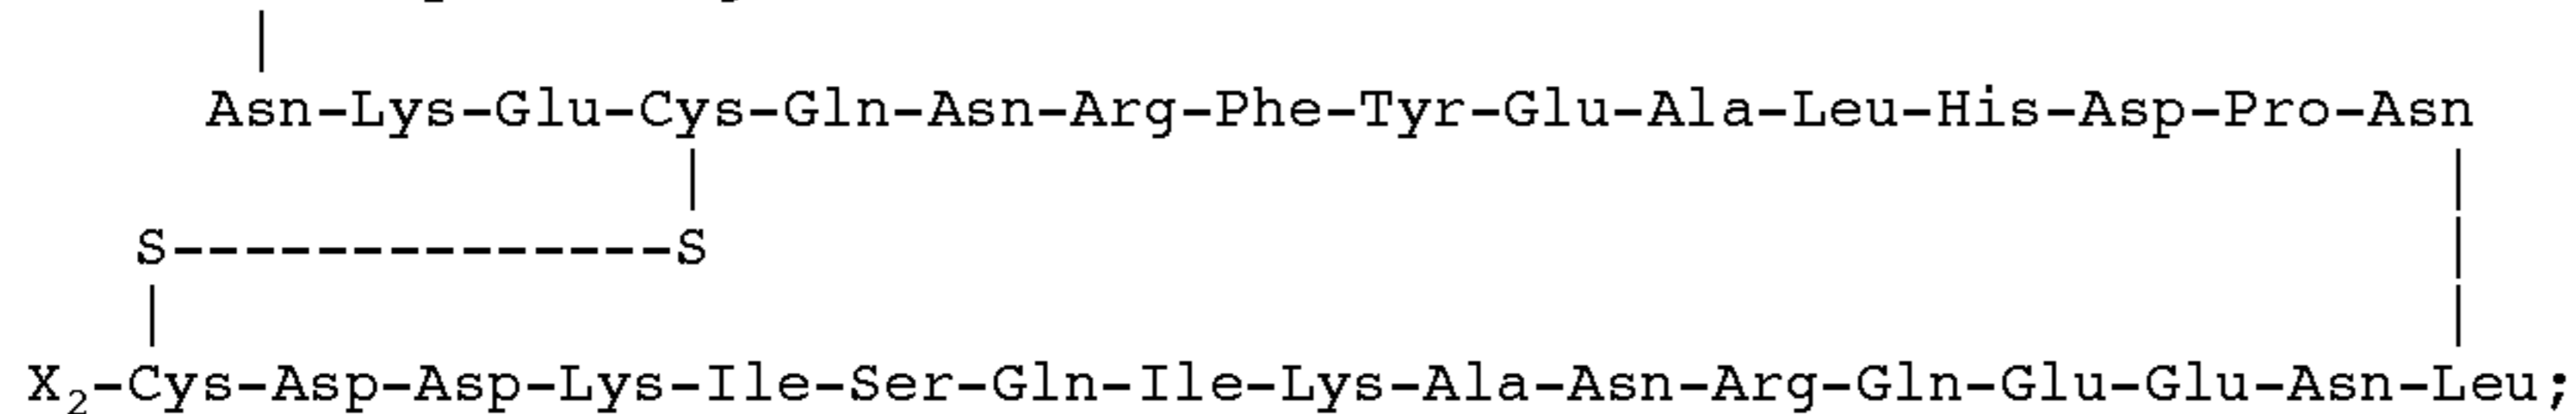 Asn-Lys-Glu-Cys-Gln-Asn-Arg-Phe-Tyr-Glu-Ala-Leu-His-Asp-Pro-Asn
S--------------S
X₂-Cys-Asp-Asp-Lys-Ile-Ser-Gln-Ile-Lys-Ala-Asn-Arg-Gln-Glu-Glu-Asn-Leu;